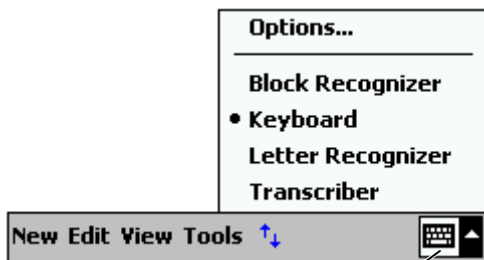 Options...
Block Recognizer
• Keyboard
Letter Recognizer
Transcriber
New Edit View Tools